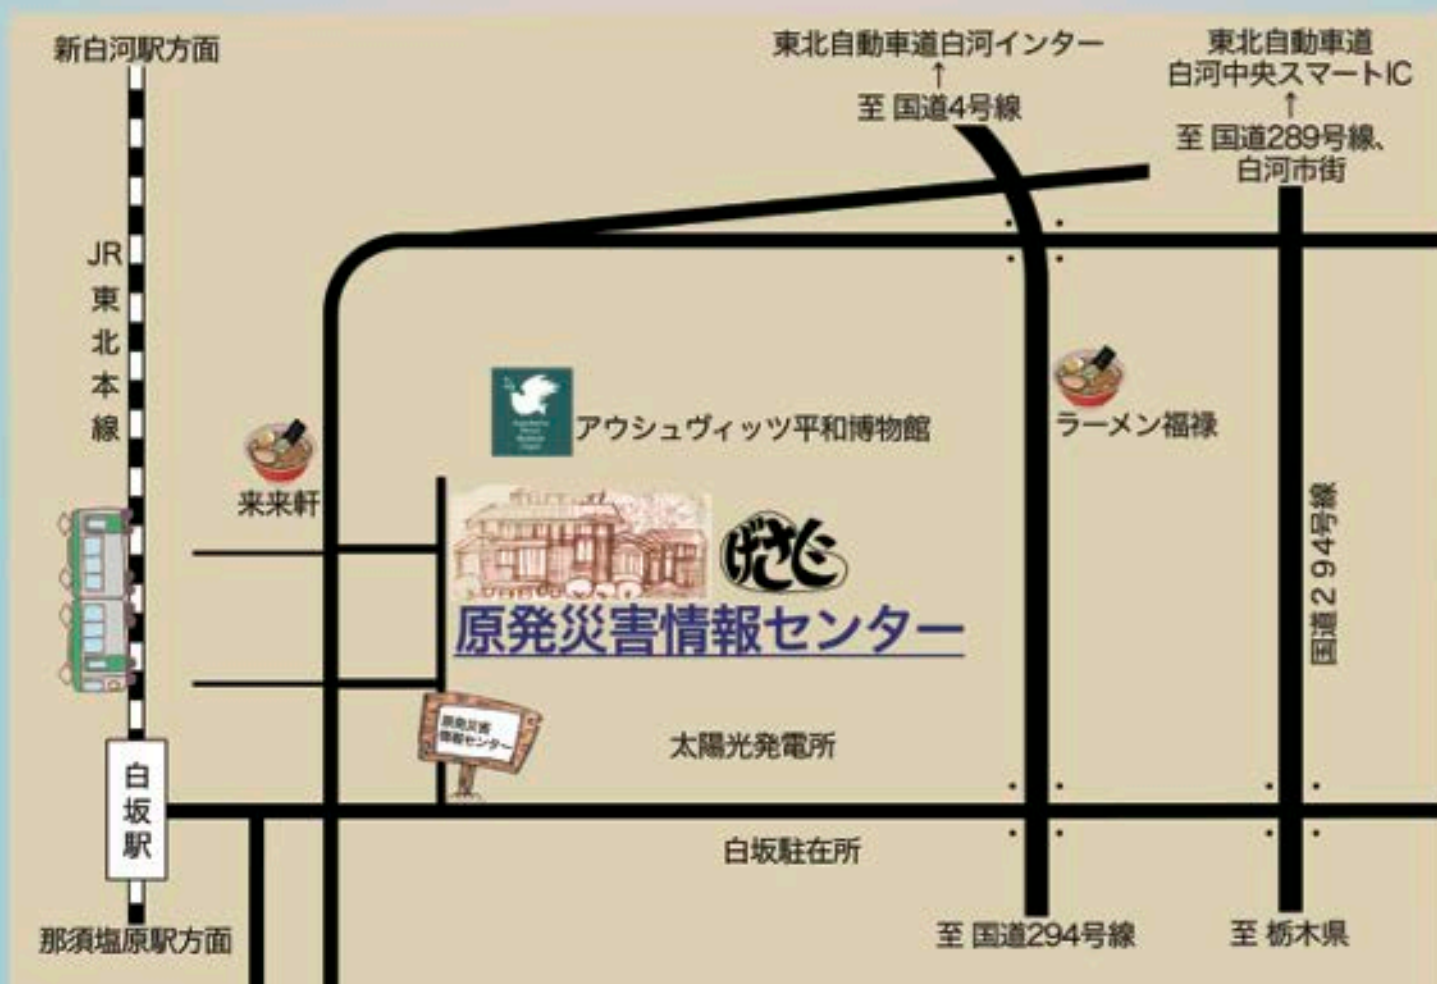 新白河駅方面
東北自動車道白河インター
↑
至 国道4号線
東北自動車道
白河中央スマートIC
↑
至 国道289号線、
白河市街
JR東北本線
アウシュヴィッツ平和博物館
ラーメン福禄
来来軒
げんさいじょ
原発災害情報センター
国道294号線
原発災害
情報センター
太陽光発電所
白坂駅
白坂駐在所
那須塩原駅方面
至 国道294号線
至 栃木県